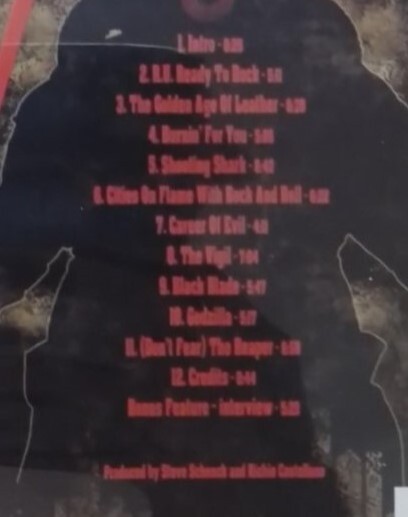 1. Intro
2. R.U. Ready To Rock
3. The Golden Age Of Leather
4. Burnin' For You
5. Shooting Shark
6. Cities On Flame With Rock And Roll
7. Career Of Evil
8. The Vigil - 7:04
9. Black Blade
10. Godzilla
11. (Don't Fear) The Reaper
12. Credits
Bonus Feature - interview
Produced by Steve Schenck and Richie Castellano